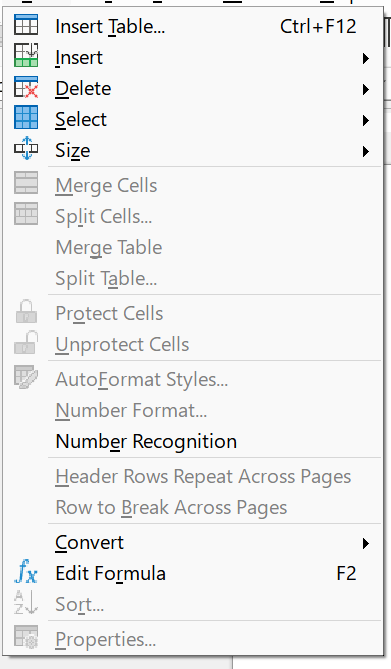 Insert Table... Ctrl+F12
Insert
Delete
Select
Size
Merge Cells
Split Cells...
Merge Table
Split Table...
Protect Cells
Unprotect Cells
AutoFormat Styles...
Number Format...
Number Recognition
Header Rows Repeat Across Pages
Row to Break Across Pages
Convert
fx Edit Formula F2
AZ Sort...
Properties...